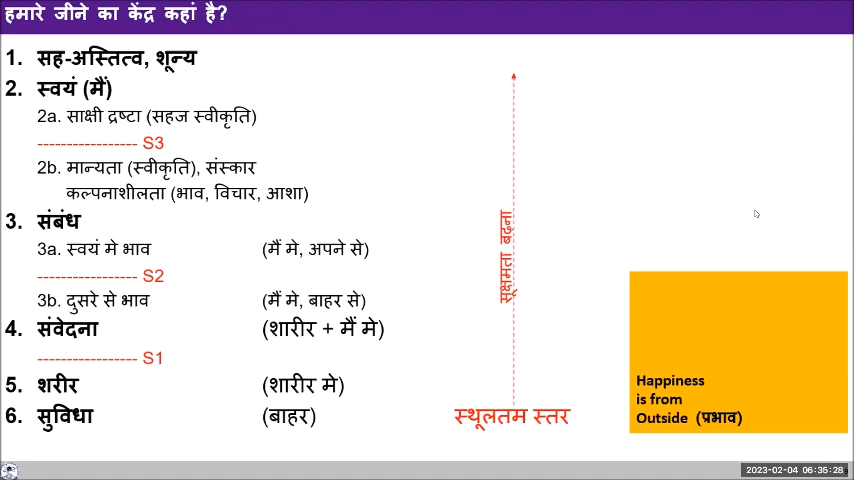 हमारे जीने का केंद्र कहां है?
1. सह-अस्तित्व, शून्य
2. स्वयं (मैं)
2a. साक्षी द्रष्टा (सहज स्वीकृति)
----------------- S3
2b. मान्यता (स्वीकृति), संस्कार
कल्पनाशीलता (भाव, विचार, आशा)
3. संबंध
3a. स्वयं मे भाव (मैं मे, अपने से)
----------------- S2
3b. दुसरे से भाव (मैं मे, बाहर से)
4. संवेदना (शारीर + मैं मे)
----------------- S1
5. शरीर (शारीर मे)
6. सुविधा (बाहर)
सूक्षमता बढ़ना
स्थूलतम स्तर
Happiness
is from
Outside (प्रभाव)
2023-02-04 06:35:28